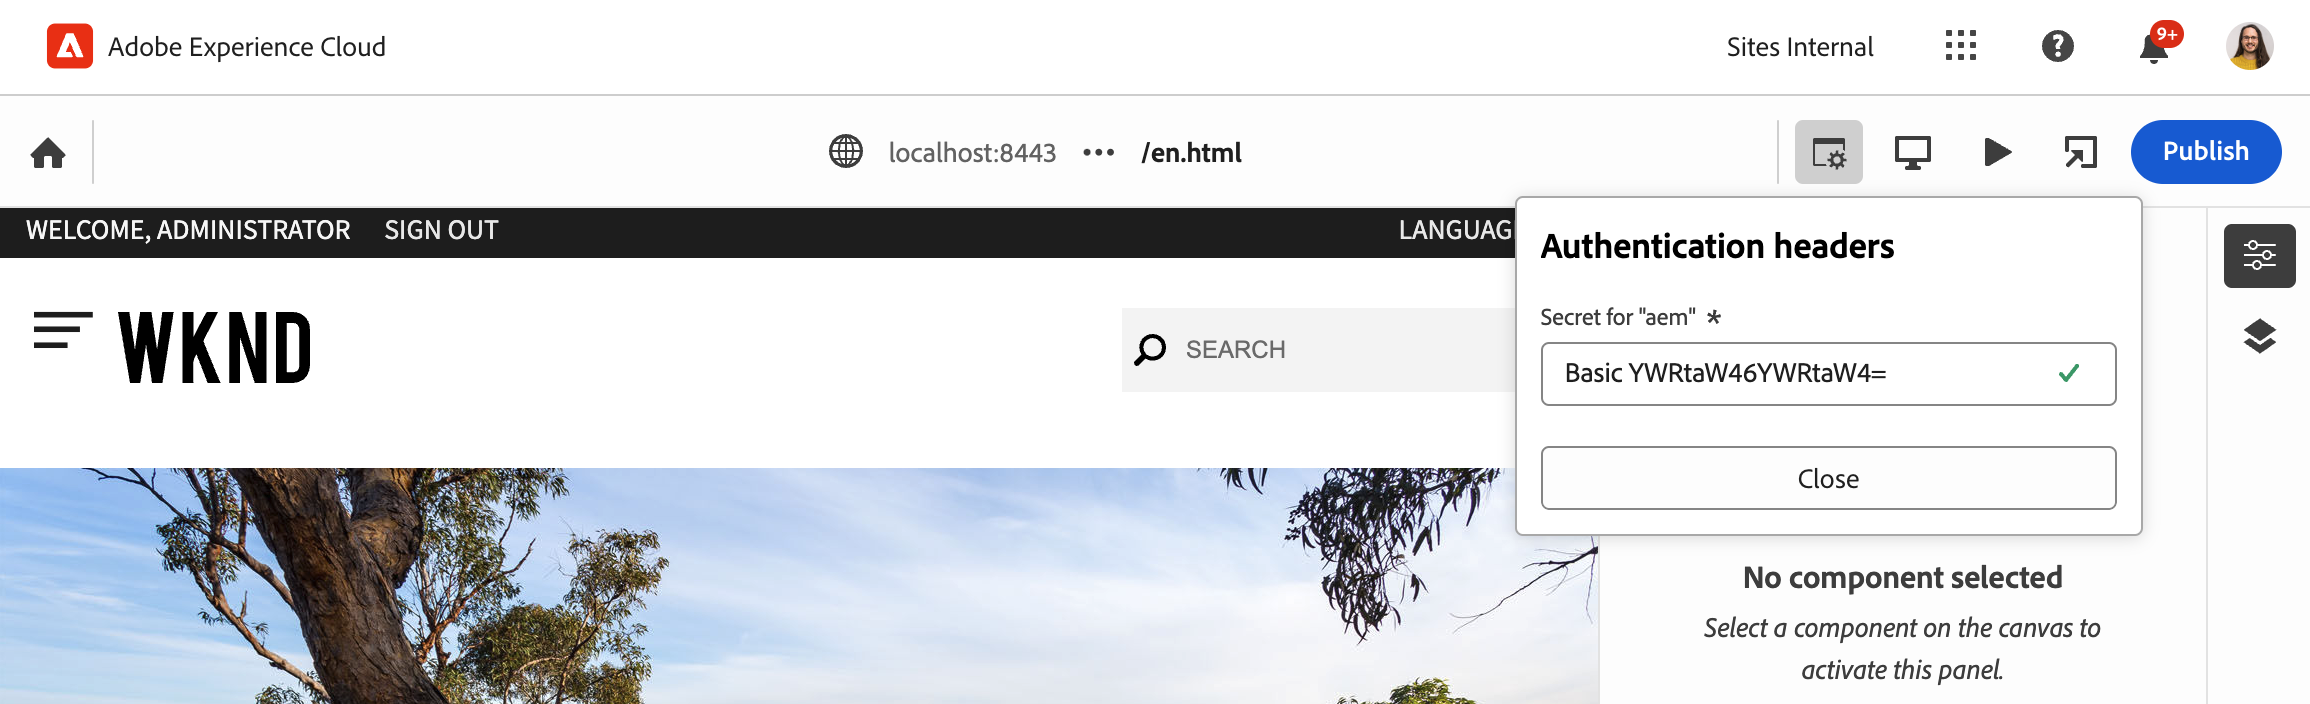 Adobe Experience Cloud
Sites Internal
9+
localhost:8443 ••• /en.html
Publish
WELCOME, ADMINISTRATOR SIGN OUT
Authentication headers
Secret for "aem" *
Basic YWRtaW46YWRtaW4=
Close
WKND
SEARCH
No component selected
Select a component on the canvas to
activate this panel.